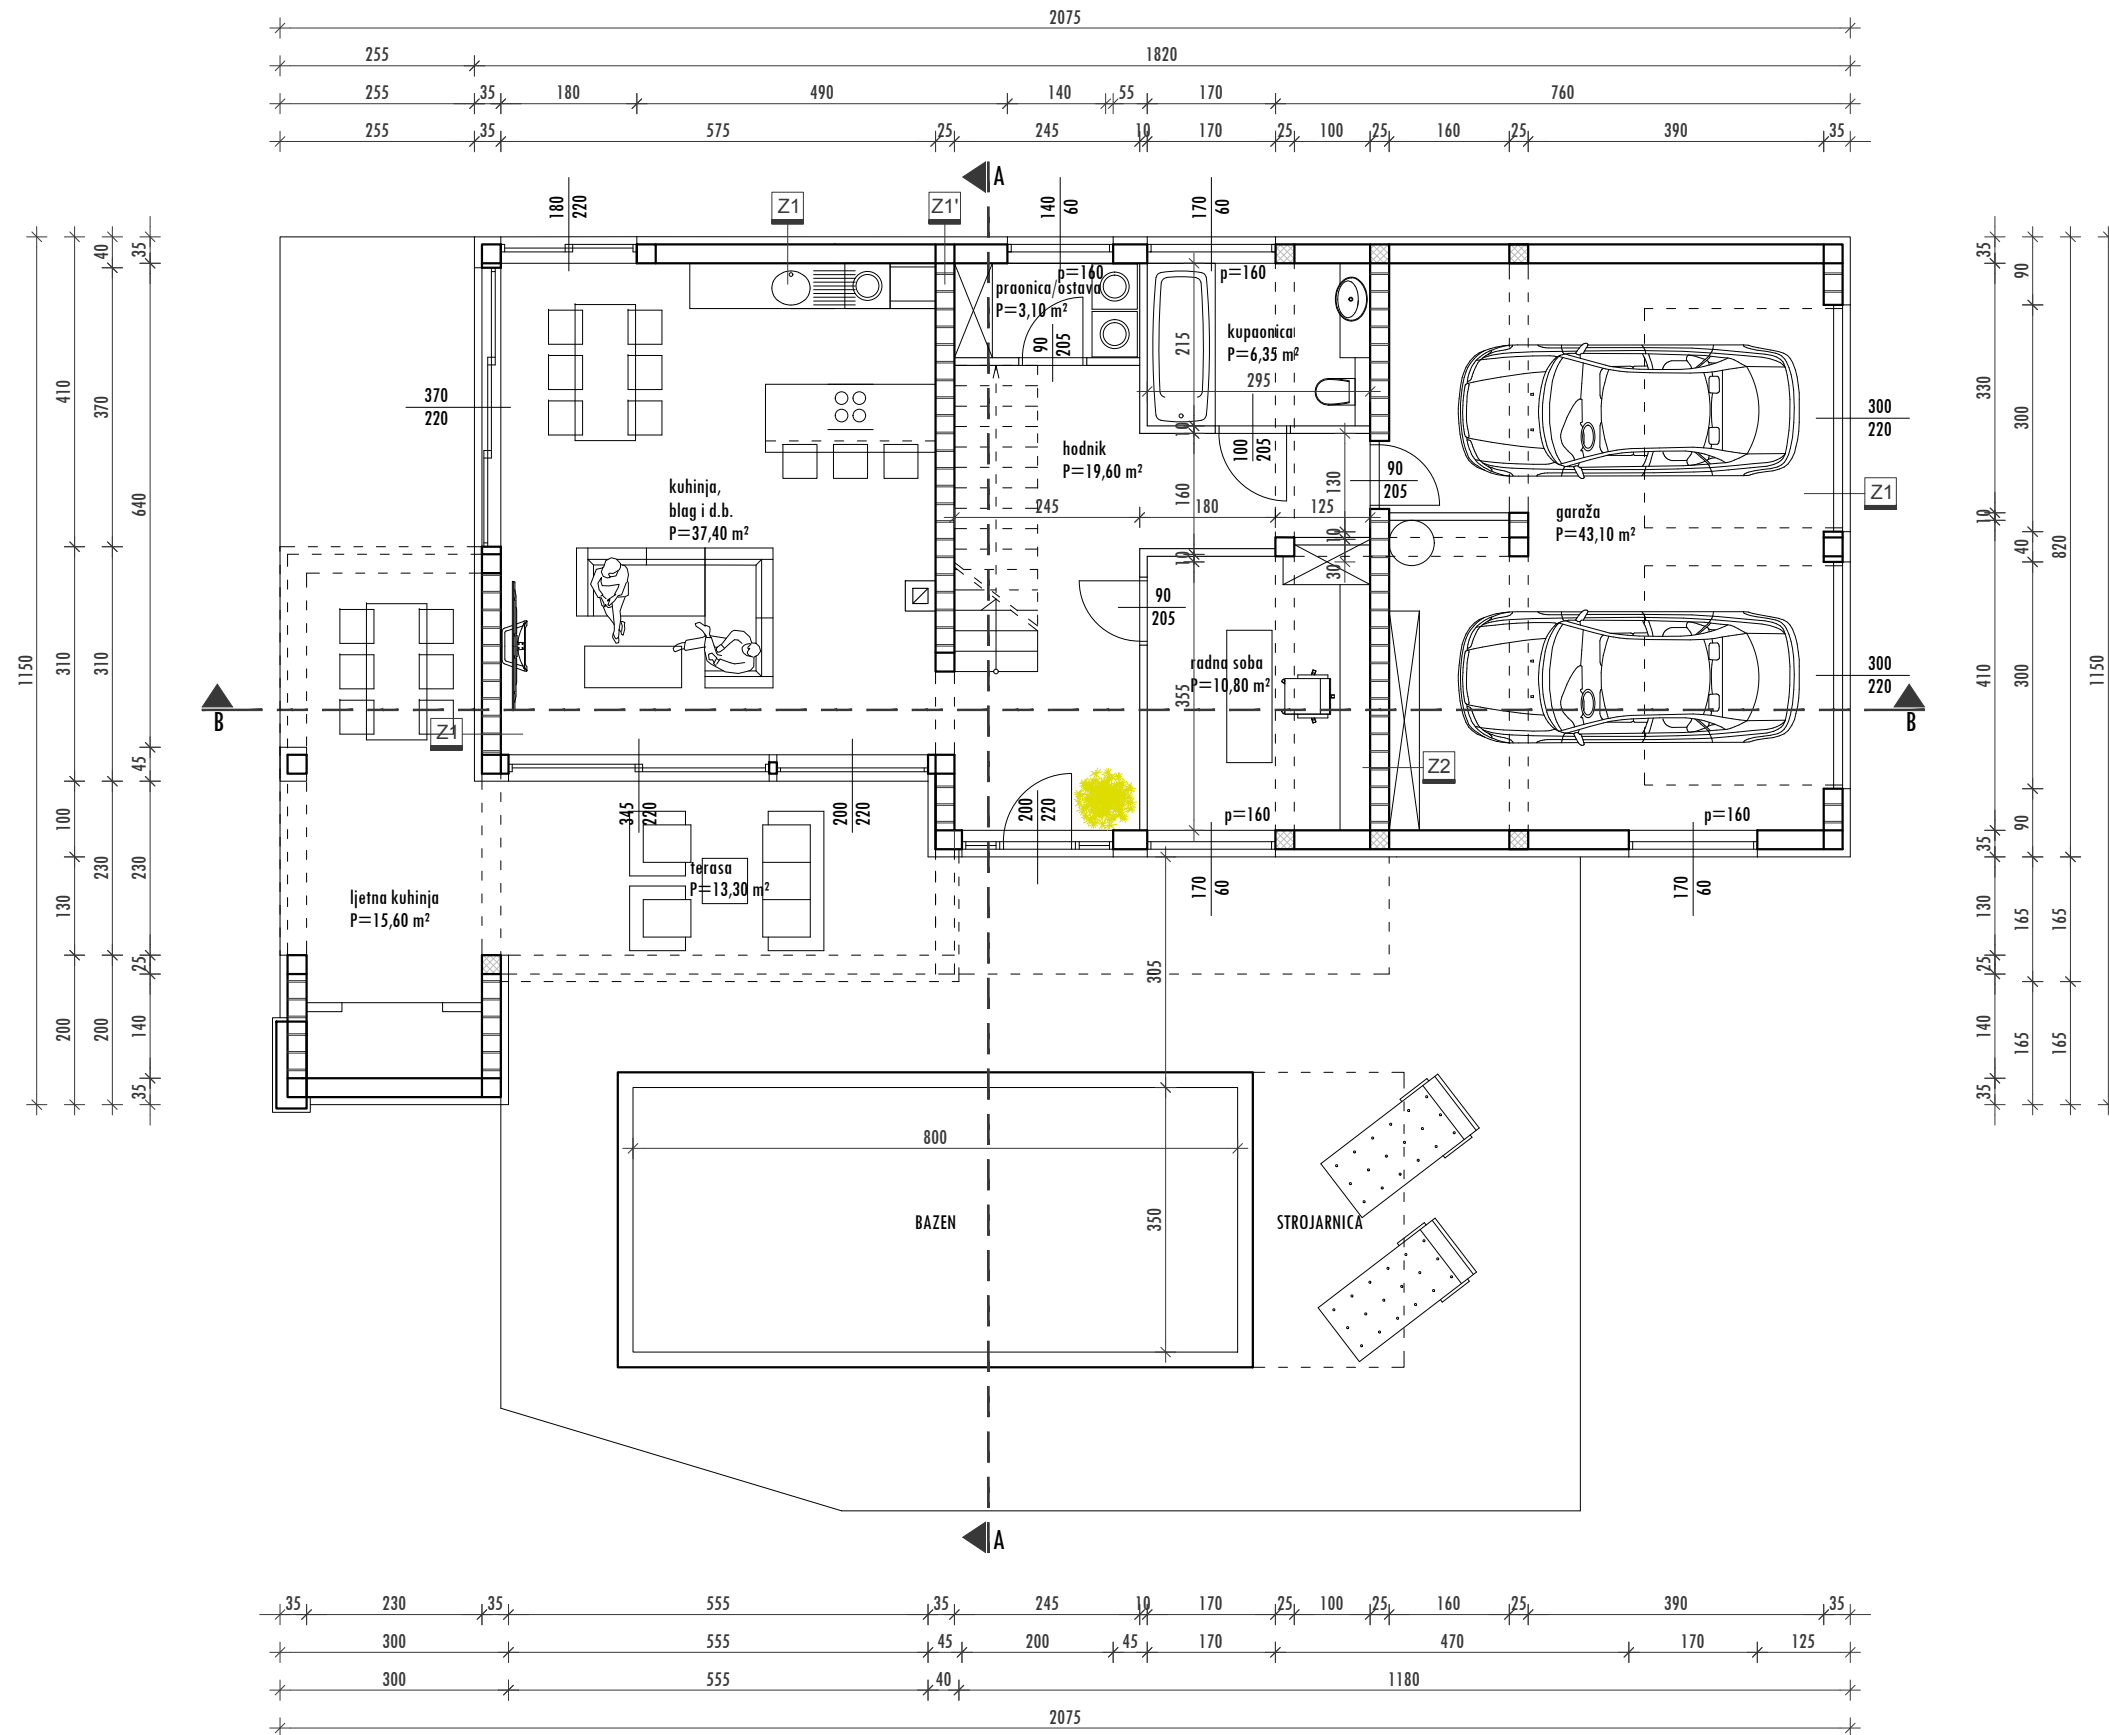 2075
255 1820
255 35 180 490 140 55 170 760
255 35 575 25 245 10 170 25 100 25 160 25 390 35
A
180
220
Z1
Z1'
140
60
170
60
p=160
p=160
praonica/ostava
P=3,10 m²
90
205
kupaonica
P=6,35 m²
215
295
10
100
205
370
220
300
220
hodnik
P=19,60 m²
90
205
130
160
Z1
kuhinja,
blag i d.b.
P=37,40 m²
245 180 125
garaža
P=43,10 m²
10
10
30
90
205
radna soba
P=10,80 m²
355
300
220
B
B
Z1
Z2
345
220
200
220
200
220
p=160
p=160
terasa
P=13,30 m²
170
60
170
60
ljetna kuhinja
P=15,60 m²
305
800
350
BAZEN
STROJARNICA
A
1150
410 310 100 130 200
40 370 310 230 200
35 640 45 230 25 140 35
35 330 10 410 35 130 25 140 35
90 300 40 300 90 165 165
820 165 165
1150
35 230 35 555 35 245 10 170 25 100 25 160 25 390 35
300 555 45 200 45 170 470 170 125
300 555 40 1180
2075